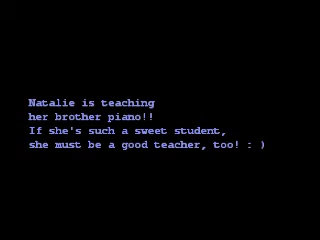 Natalie is teaching
her brother piano!!
If she's such a sweet student,
she must be a good teacher, too! : )